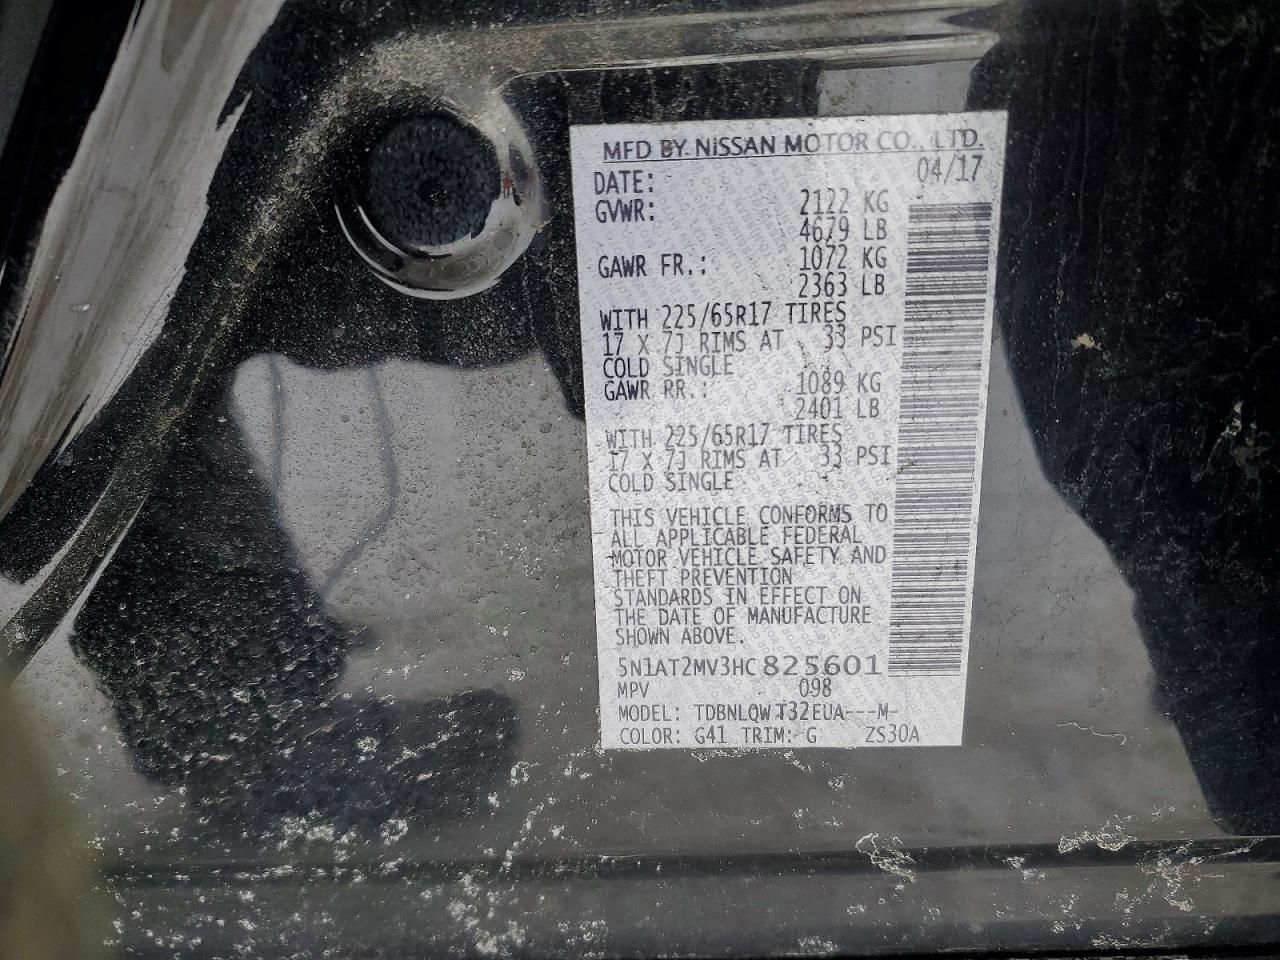 MFD BY NISSAN MOTOR CO., LTD.
DATE: 04/17
GVWR: 2122 KG
4679 LB
GAWR FR.: 1072 KG
2363 LB
WITH 225/65R17 TIRES
17 X 7J RIMS AT 33 PSI
COLD SINGLE
GAWR RR.: 1089 KG
2401 LB
WITH 225/65R17 TIRES
17 X 7J RIMS AT 33 PSI
COLD SINGLE
THIS VEHICLE CONFORMS TO
ALL APPLICABLE FEDERAL
MOTOR VEHICLE SAFETY AND
THEFT PREVENTION
STANDARDS IN EFFECT ON
THE DATE OF MANUFACTURE
SHOWN ABOVE.
5N1AT2MV3HC825601
MPV 098
MODEL: TDBNLQWT32EUA---M-
COLOR: G41 TRIM: G ZS30A